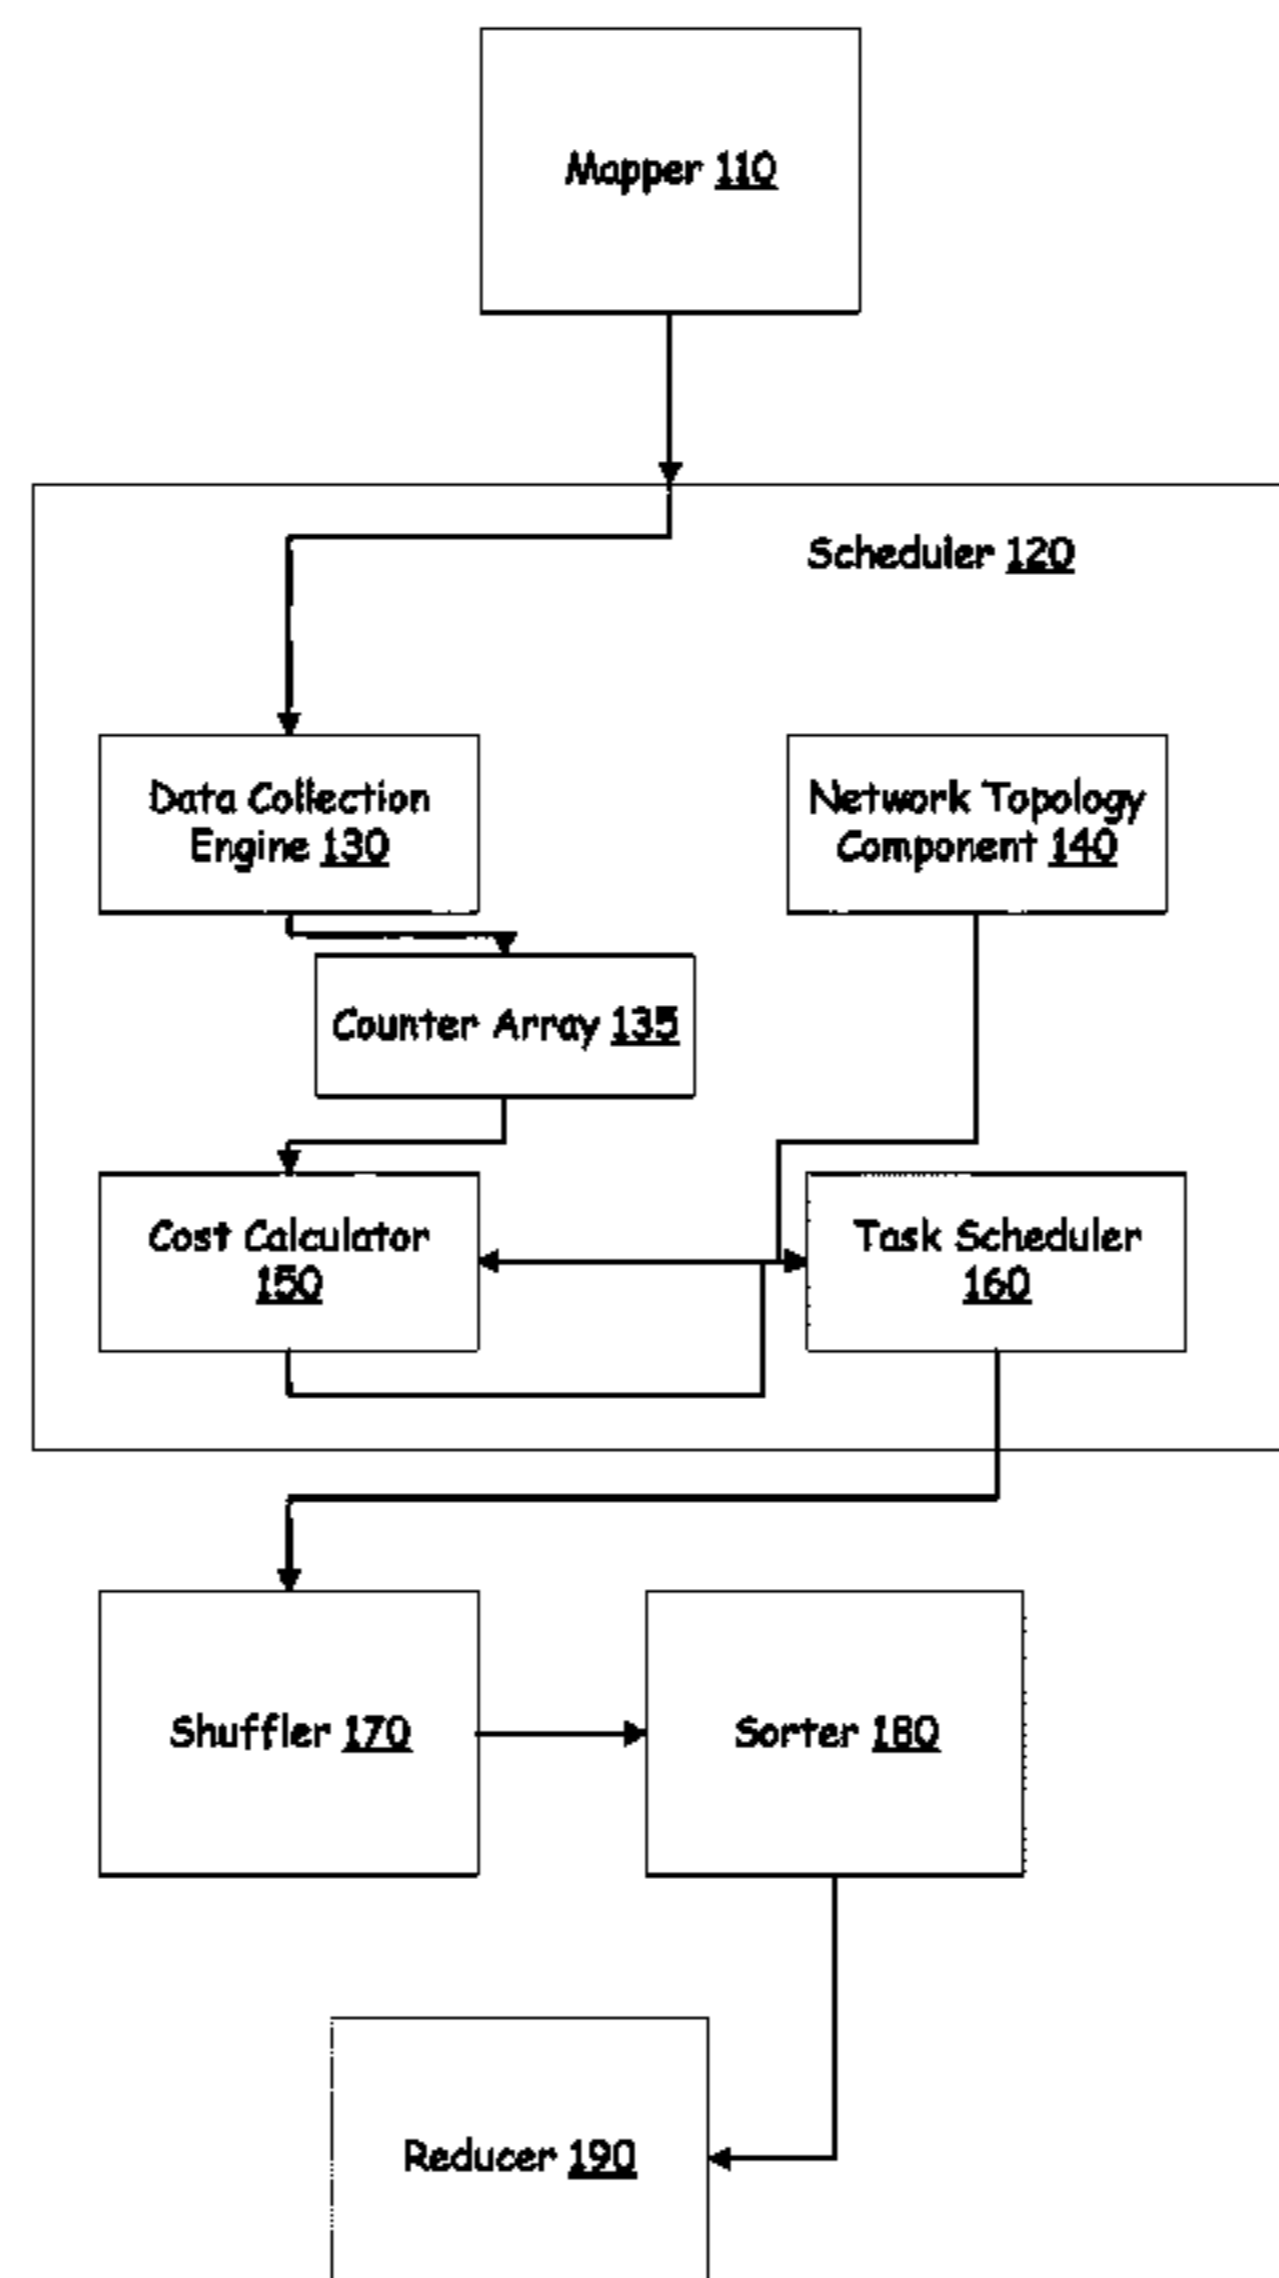 Mapper 110
Scheduler 120
Data Collection
Engine 130
Network Topology
Component 140
Counter Array 135
Cost Calculator
150
Task Scheduler
160
Shuffler 170
Sorter 180
Reducer 190